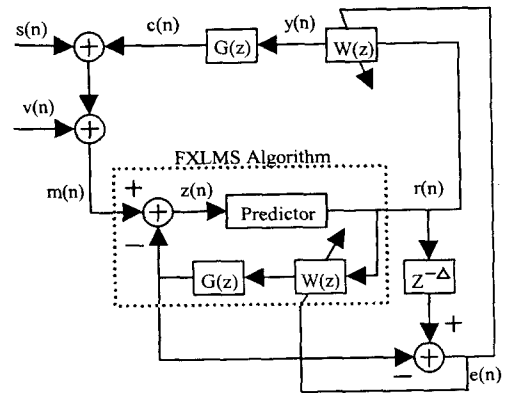 s(n)
c(n)
y(n)
G(z)
W(z)
+
v(n)
+
FXLMS Algorithm
m(n)
+
z(n)
r(n)
+
Predictor
−
G(z)
W(z)
Z^{-Δ}
+
+
−
e(n)